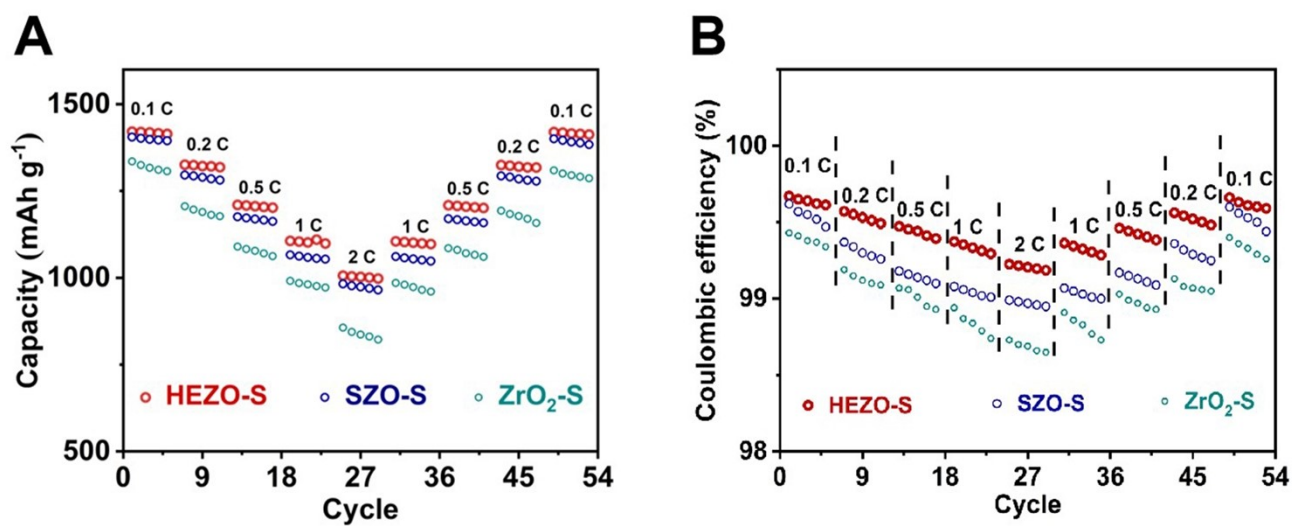 A
Capacity (mAh g⁻¹)
1500
1000
500
0.1 C
0.2 C
0.5 C
1 C
2 C
1 C
0.5 C
0.2 C
0.1 C
HEZO-S
SZO-S
ZrO₂-S
0 9 18 27 36 45 54
Cycle
B
Coulombic efficiency (%)
100
99
98
0.1 C
0.2 C
0.5 C
1 C
2 C
1 C
0.5 C
0.2 C
0.1 C
HEZO-S
SZO-S
ZrO₂-S
0 9 18 27 36 45 54
Cycle